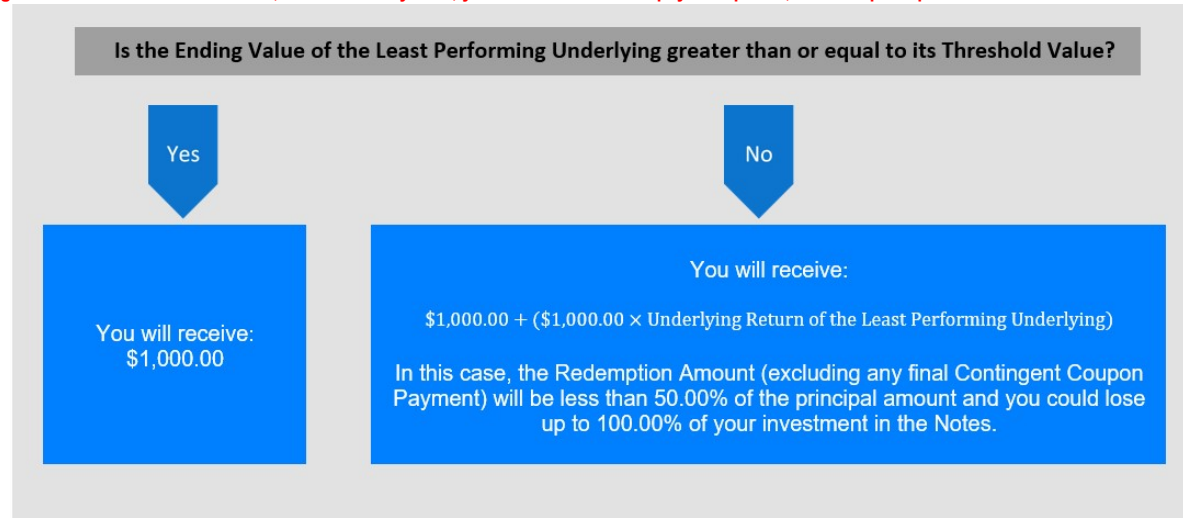 Is the Ending Value of the Least Performing Underlying greater than or equal to its Threshold Value?
Yes
No
You will receive:
$1,000.00
You will receive:
$1,000.00 + ($1,000.00 × Underlying Return of the Least Performing Underlying)
In this case, the Redemption Amount (excluding any final Contingent Coupon
Payment) will be less than 50.00% of the principal amount and you could lose
up to 100.00% of your investment in the Notes.